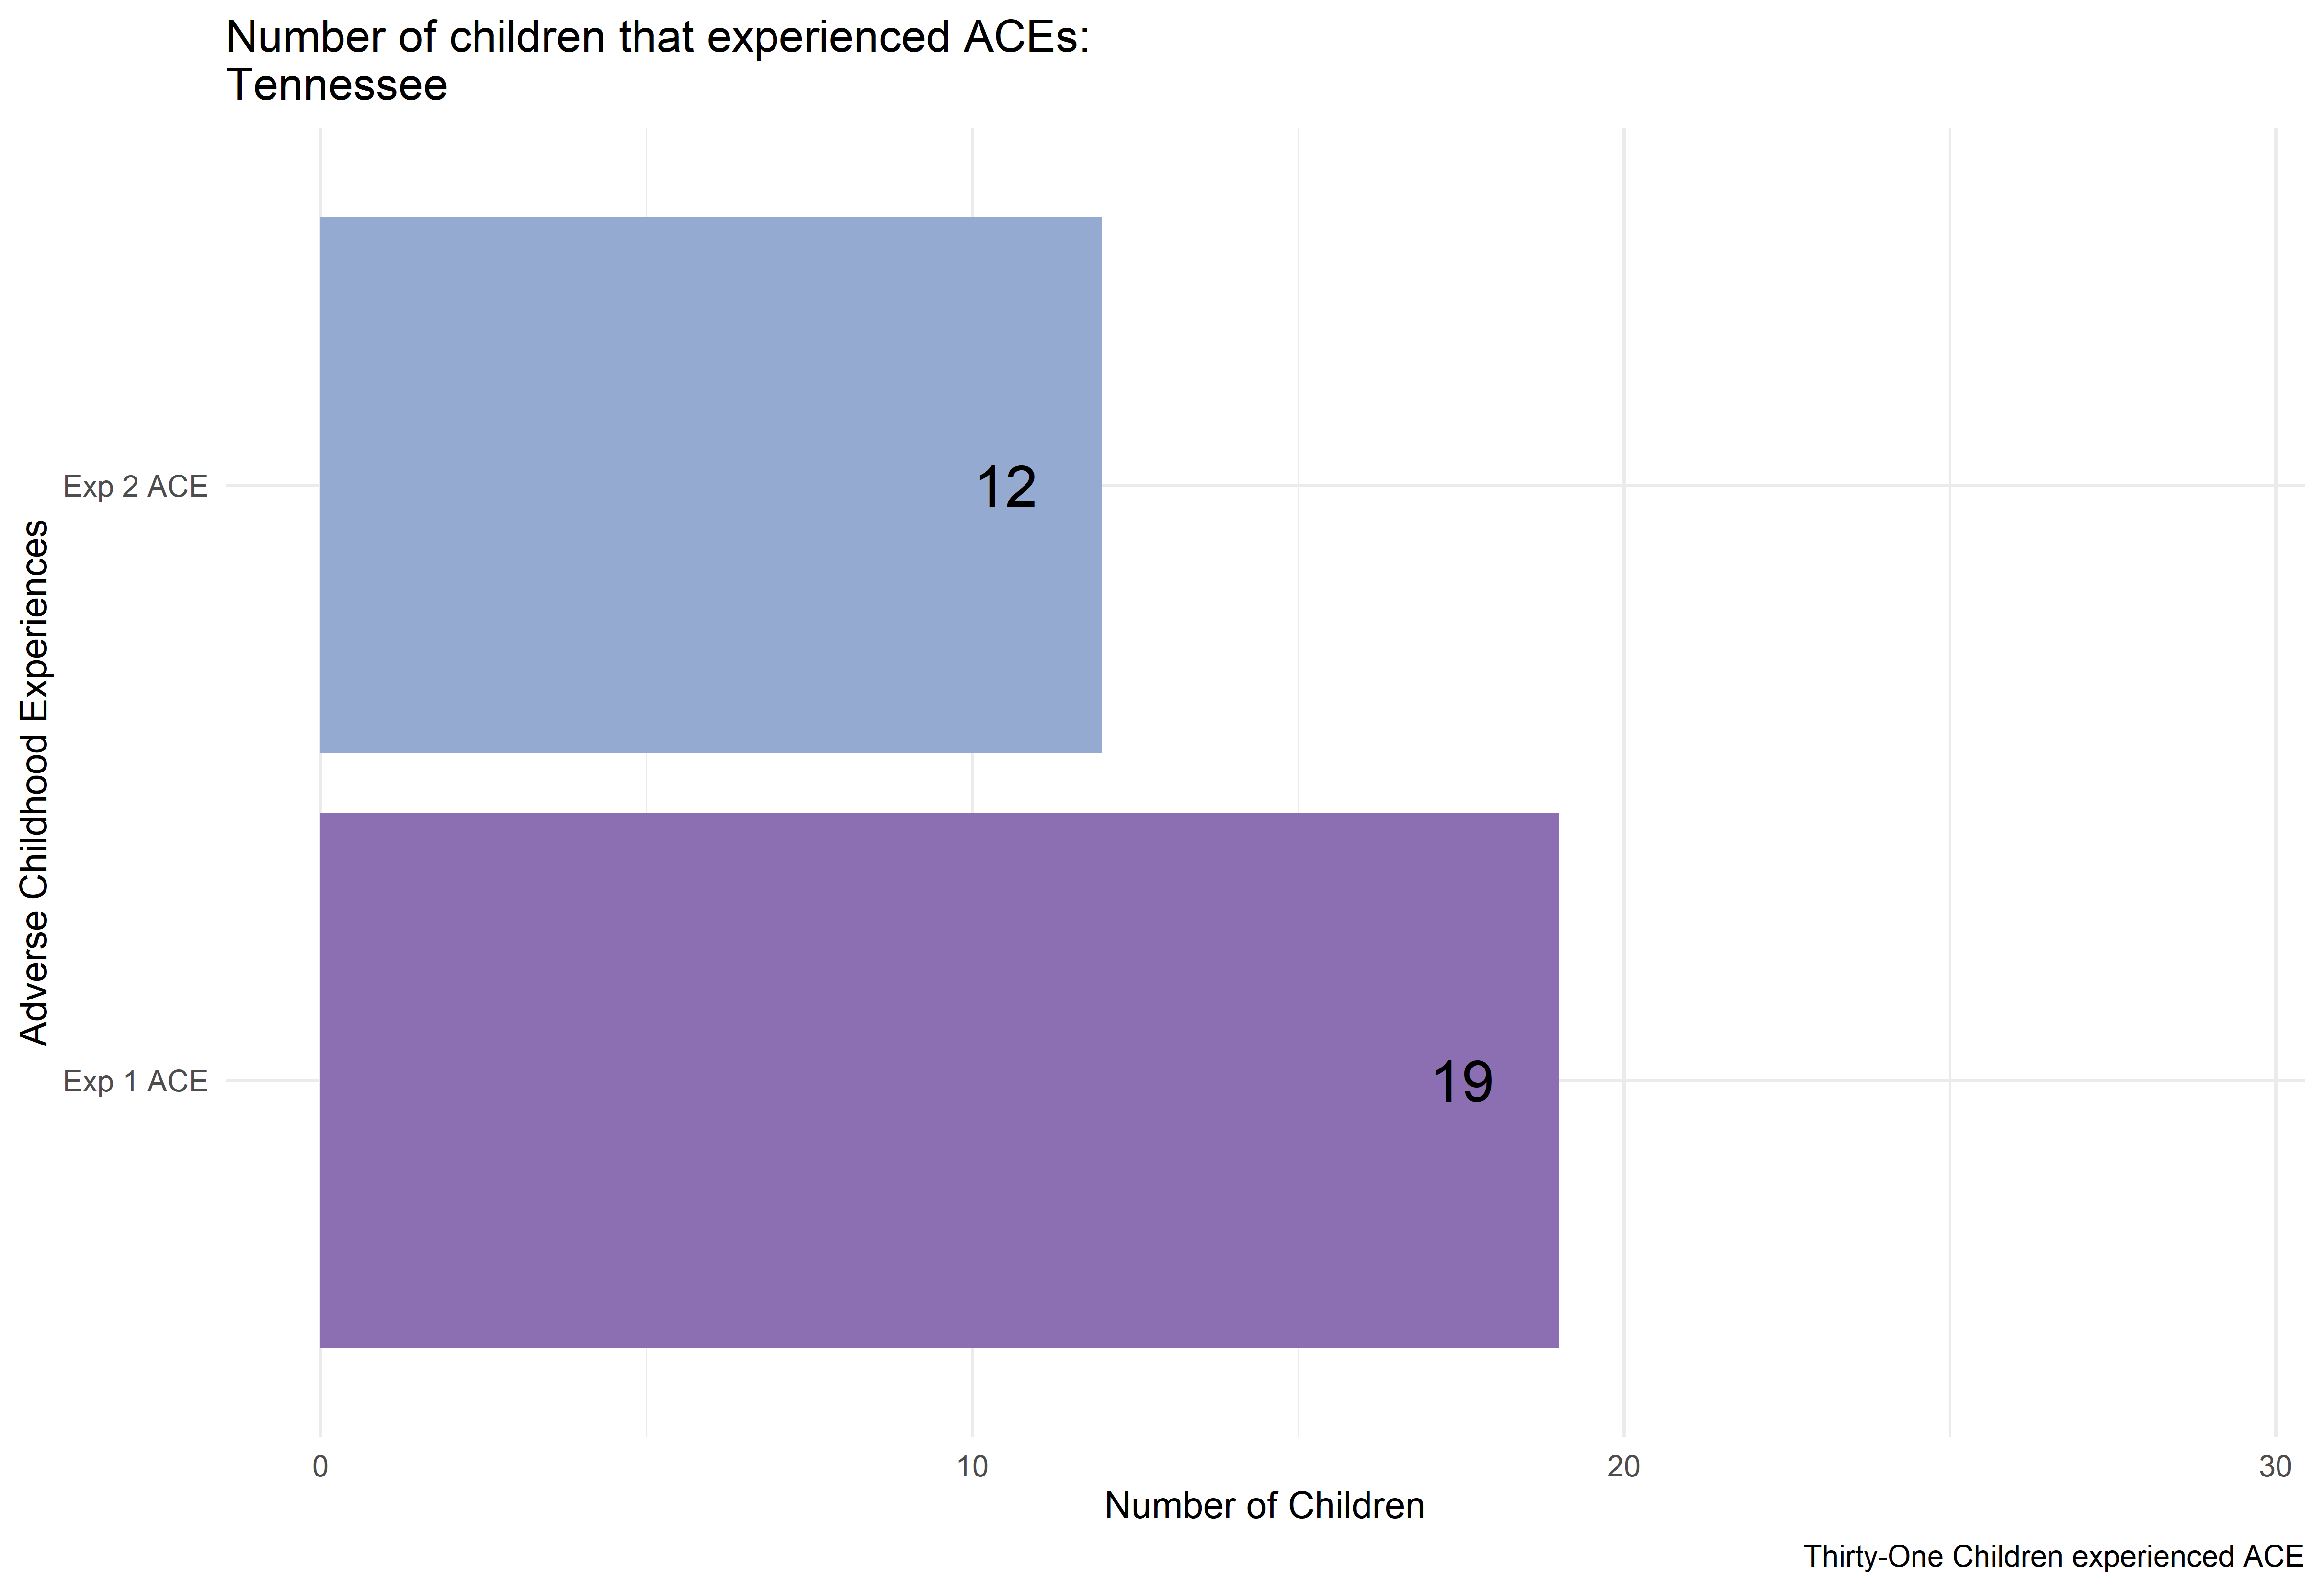 Number of children that experienced ACEs:
Tennessee
Adverse Childhood Experiences
Exp 2 ACE
12
Exp 1 ACE
19
0
10
20
30
Number of Children
Thirty-One Children experienced ACE